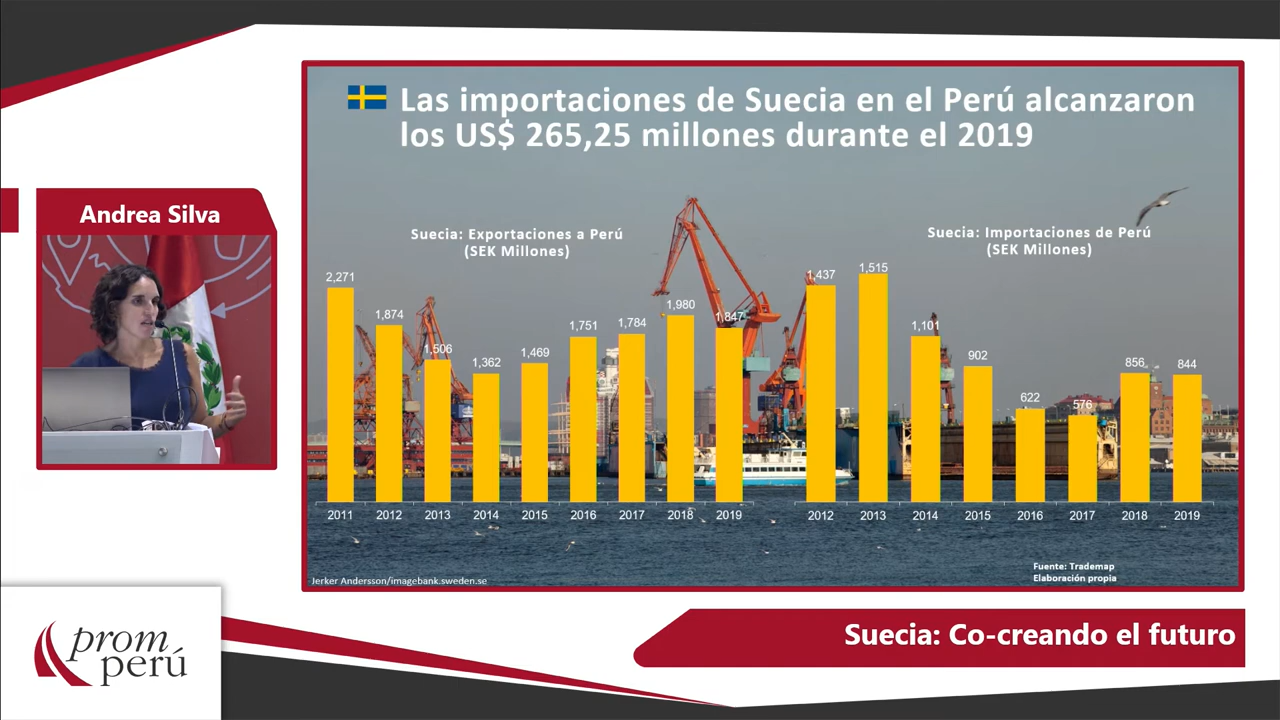 Las importaciones de Suecia en el Perú alcanzaron
los US$ 265,25 millones durante el 2019
Andrea Silva
Suecia: Exportaciones a Perú
(SEK Millones)
2,271
1,874
1,506
1,362
1,469
1,751
1,784
1,980
1,847
2011
2012
2013
2014
2015
2016
2017
2018
2019
Suecia: Importaciones de Perú
(SEK Millones)
1,437
1,515
1,101
902
622
576
856
844
2012
2013
2014
2015
2016
2017
2018
2019
Jerker Andersson/imagebank.sweden.se
Fuente: Trademap
Elaboración propia
Suecia: Co-creando el futuro
prom
perú